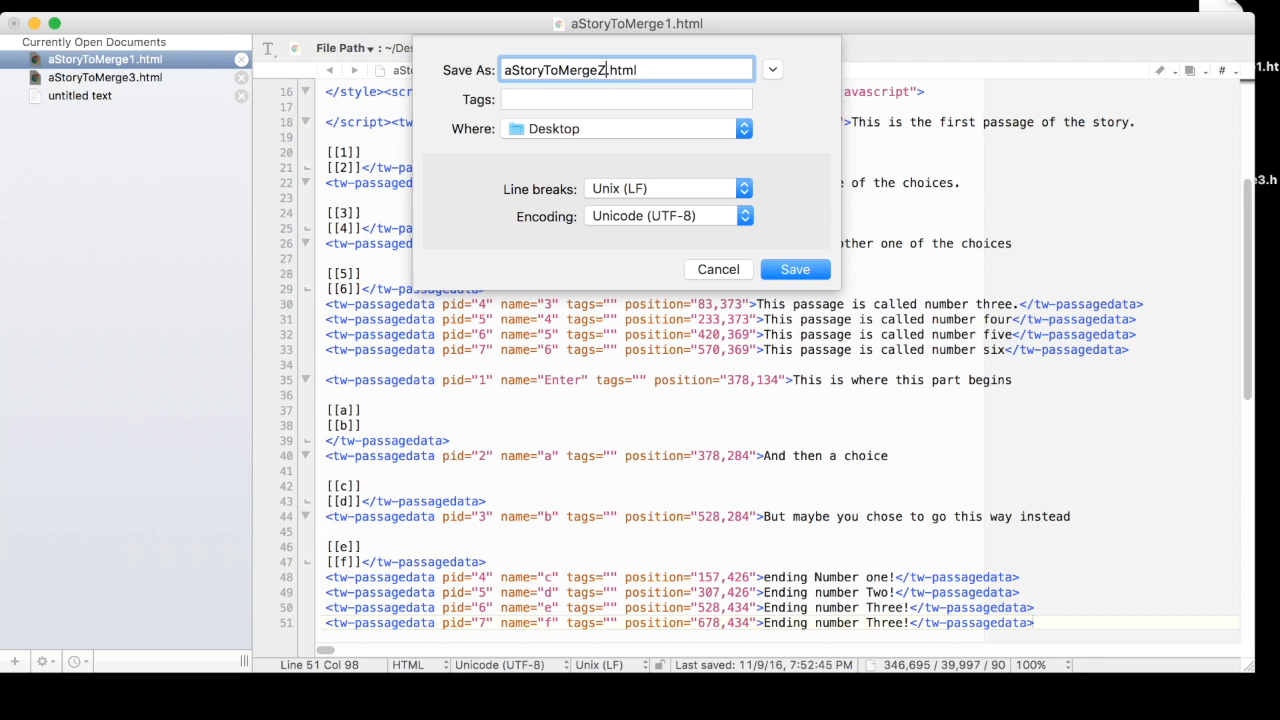 aStoryToMerge1.html
Currently Open Documents
aStoryToMerge1.html
aStoryToMerge3.html
untitled text
File Path : ~/Des
aSto
Save As: aStoryToMergeZ.html
Tags:
Where: Desktop
Line breaks: Unix (LF)
Encoding: Unicode (UTF-8)
Cancel Save
1.ht
e3.h
16 </style><scr avascript">
17
18 </script><tw ">This is the first passage of the story.
19
20 [[1]]
21 [[2]]</tw-pa
22 <tw-passaged e of the choices.
23
24 [[3]]
25 [[4]]</tw-pa
26 <tw-passaged other one of the choices
27
28 [[5]]
29 [[6]]</tw-passagedata>
30 <tw-passagedata pid="4" name="3" tags="" position="83,373">This passage is called number three.</tw-passagedata>
31 <tw-passagedata pid="5" name="4" tags="" position="233,373">This passage is called number four</tw-passagedata>
32 <tw-passagedata pid="6" name="5" tags="" position="420,369">This passage is called number five</tw-passagedata>
33 <tw-passagedata pid="7" name="6" tags="" position="570,369">This passage is called number six</tw-passagedata>
34
35 <tw-passagedata pid="1" name="Enter" tags="" position="378,134">This is where this part begins
36
37 [[a]]
38 [[b]]
39 </tw-passagedata>
40 <tw-passagedata pid="2" name="a" tags="" position="378,284">And then a choice
41
42 [[c]]
43 [[d]]</tw-passagedata>
44 <tw-passagedata pid="3" name="b" tags="" position="528,284">But maybe you chose to go this way instead
45
46 [[e]]
47 [[f]]</tw-passagedata>
48 <tw-passagedata pid="4" name="c" tags="" position="157,426">ending Number one!</tw-passagedata>
49 <tw-passagedata pid="5" name="d" tags="" position="307,426">Ending number Two!</tw-passagedata>
50 <tw-passagedata pid="6" name="e" tags="" position="528,434">Ending number Three!</tw-passagedata>
51 <tw-passagedata pid="7" name="f" tags="" position="678,434">Ending number Three!</tw-passagedata>
Line 51 Col 98 HTML Unicode (UTF-8) Unix (LF) Last saved: 11/9/16, 7:52:45 PM 346,695 / 39,997 / 90 100%